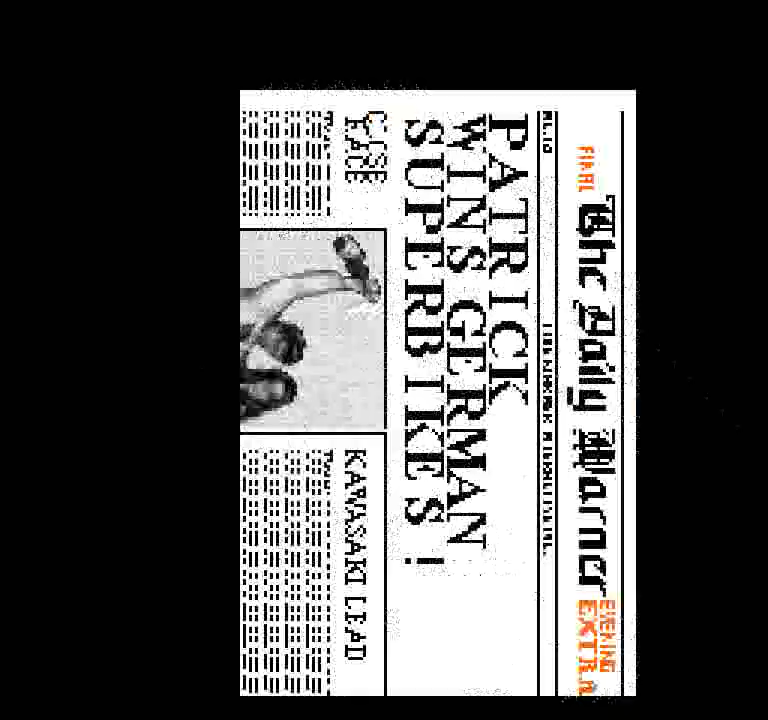 FINAL
The Daily Warner
EVENING
EXTRA
PATRICK
WINS GERMAN
SUPERBIKES!
CLOSE
RACE
KAWASAKI LEAD